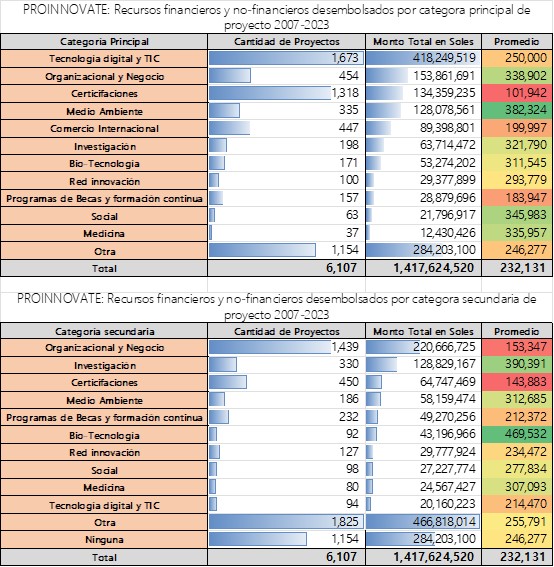 PROINNOVATE: Recursos financieros y no-financieros desembolsados por categora principal de
proyecto 2007-2023
Categoria Principal Cantidad de Proyectos Monto Total en Soles Promedio
Tecnologia digital y TIC 1,673 418,249,519 250,000
Organizacional y Negocio 454 153,861,691 338,902
Certicifaciones 1,318 134,359,235 101,942
Medio Ambiente 335 128,078,561 382,324
Comercio Internacional 447 89,398,801 199,997
Investigación 198 63,714,472 321,790
Bio-Tecnologia 171 53,274,202 311,545
Red innovación 100 29,377,899 293,779
Programas de Becas y formación continua 157 28,879,696 183,947
Social 63 21,796,917 345,983
Medicina 37 12,430,426 335,957
Otra 1,154 284,203,100 246,277
Total 6,107 1,417,624,520 232,131
PROINNOVATE: Recursos financieros y no-financieros desembolsados por categora secundaria de
proyecto 2007-2023
Categoria secundaria Cantidad de Proyectos Monto Total en Soles Promedio
Organizacional y Negocio 1,439 220,666,725 153,347
Investigación 330 128,829,167 390,391
Certicifaciones 450 64,747,469 143,883
Medio Ambiente 186 58,159,474 312,685
Programas de Becas y formación continua 232 49,270,256 212,372
Bio-Tecnologia 92 43,196,966 469,532
Red innovación 127 29,777,924 234,472
Social 98 27,227,774 277,834
Medicina 80 24,567,427 307,093
Tecnologia digital y TIC 94 20,160,223 214,470
Otra 1,825 466,818,014 255,791
Ninguna 1,154 284,203,100 246,277
Total 6,107 1,417,624,520 232,131